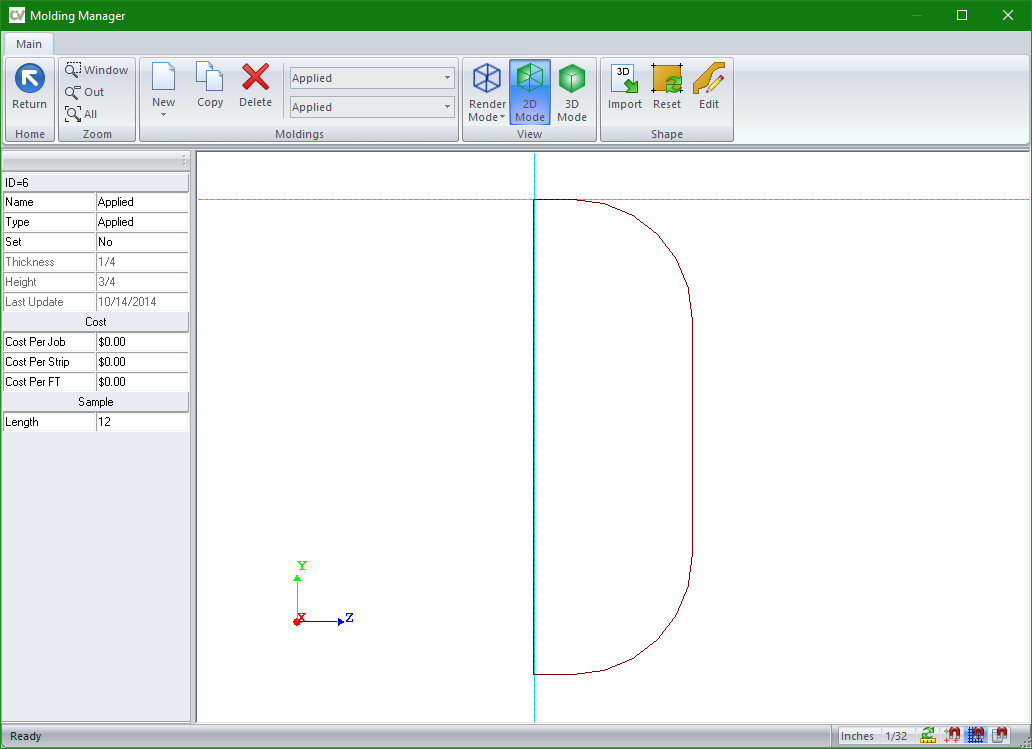 CV Molding Manager
Main
Return
Home
Window
Out
All
Zoom
New
Copy
Delete
Applied
Applied
Moldings
Render Mode
2D Mode
3D Mode
View
3D
Import
Reset
Edit
Shape
ID=6
Name Applied
Type Applied
Set No
Thickness 1/4
Height 3/4
Last Update 10/14/2014
Cost
Cost Per Job $0.00
Cost Per Strip $0.00
Cost Per FT $0.00
Sample
Length 12
Y
X
Z
Ready
Inches 1/32